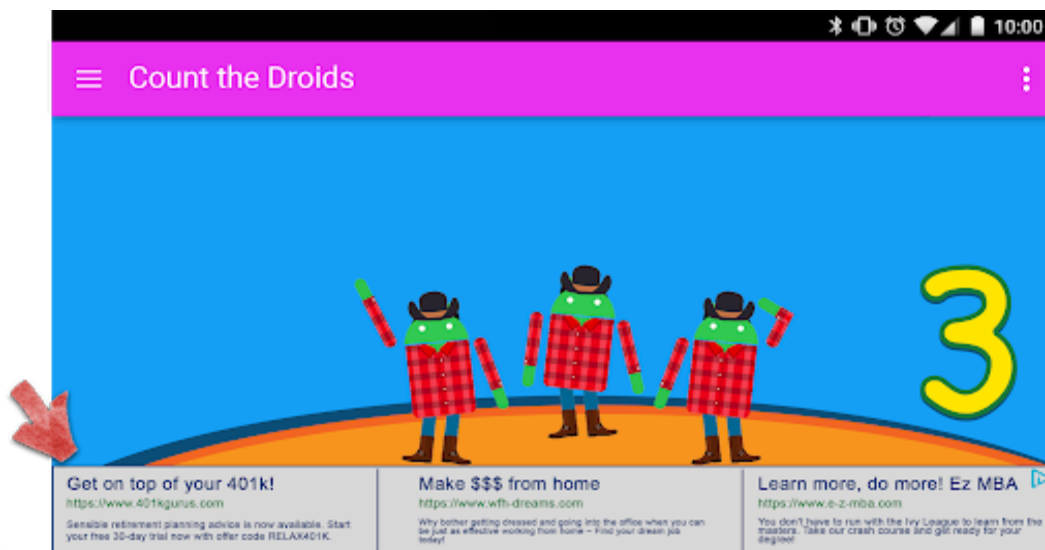 10:00
Count the Droids
3
Get on top of your 401k!
https://www.401kgurus.com
Sensible retirement planning advice is now available. Start
your free 30-day trial now with offer code RELAX401K.
Make $$$ from home
https://www.wfh-dreams.com
Why bother getting dressed and going into the office when you can
be just as effective working from home – Find your dream job
today!
Learn more, do more! Ez MBA
https://www.e-z-mba.com
You don't have to run with the Ivy League to learn from the
masters. Take our crash course and get ready for your
degree!